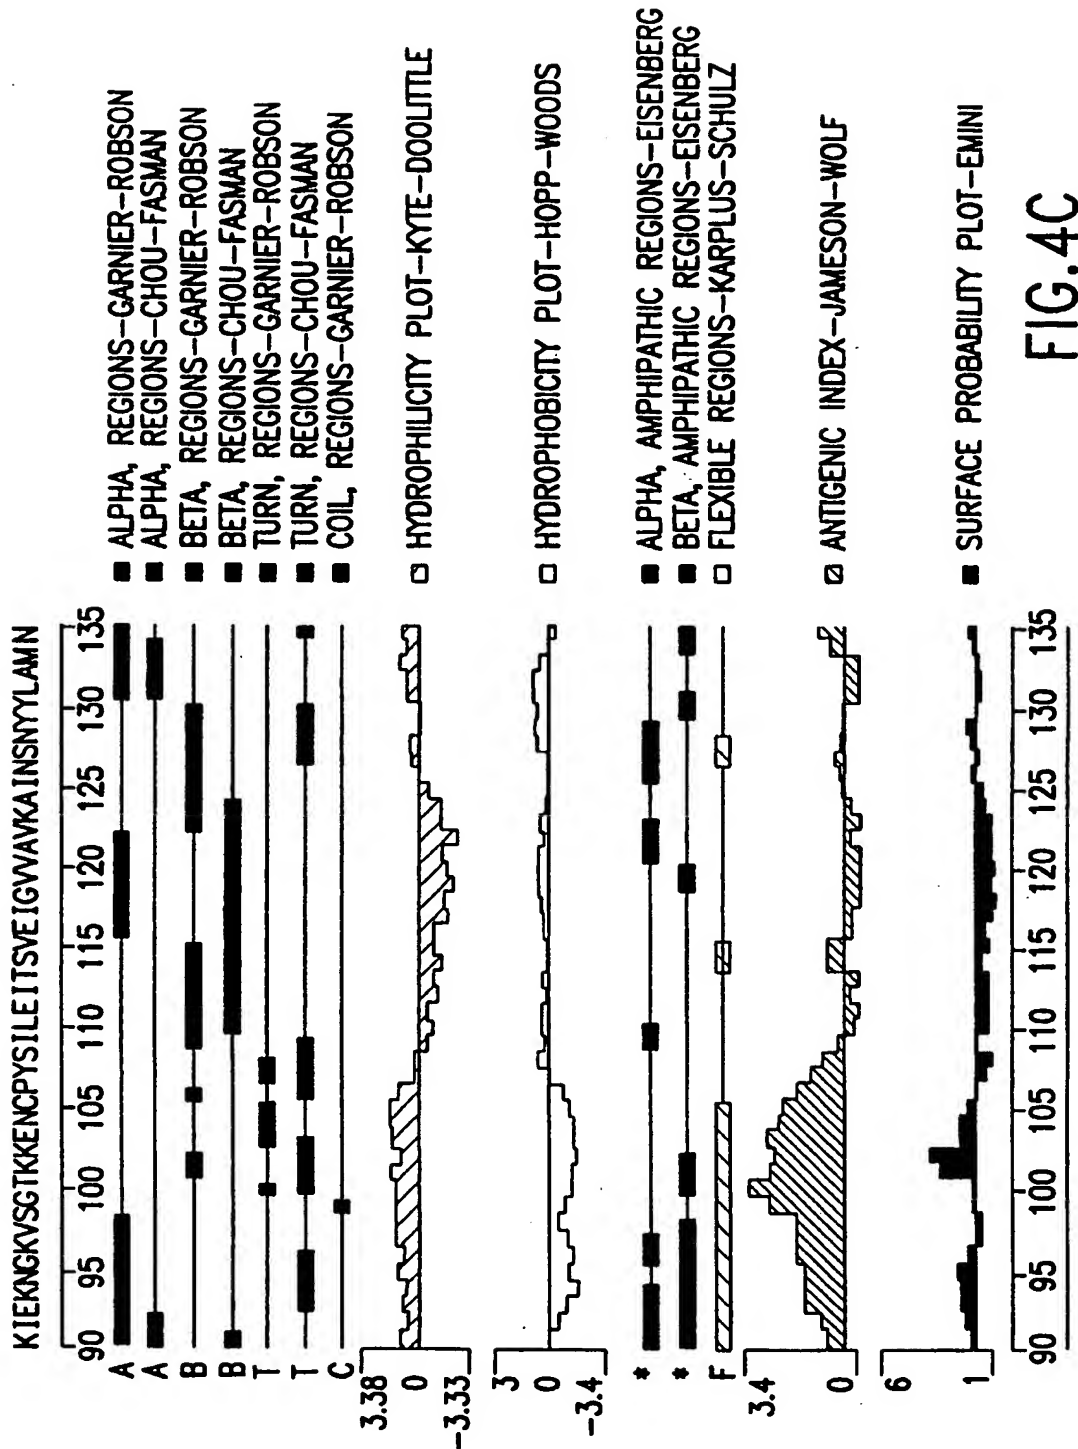 KIEKNGKVSGTKKENCPYSILEITSVEIGVVAVKAINSNYYLAMN
90 95 100 105 110 115 120 125 130 135
A ■ ALPHA, REGIONS-GARNIER-ROBSON
A ■ ALPHA, REGIONS-CHOU-FASMAN
B ■ BETA, REGIONS-GARNIER-ROBSON
B ■ BETA, REGIONS-CHOU-FASMAN
T ■ TURN, REGIONS-GARNIER-ROBSON
T ■ TURN, REGIONS-CHOU-FASMAN
C ■ COIL, REGIONS-GARNIER-ROBSON
3.38
0 □ HYDROPHILICITY PLOT-KYTE-DOOLITTLE
-3.33
3
0 □ HYDROPHOBICITY PLOT-HOPP-WOODS
-3.4
* ■ ALPHA, AMPHIPATHIC REGIONS-EISENBERG
* ■ BETA, AMPHIPATHIC REGIONS-EISENBERG
F □ FLEXIBLE REGIONS-KARPLUS-SCHULZ
3.4
0 ▨ ANTIGENIC INDEX-JAMESON-WOLF
6
1 ■ SURFACE PROBABILITY PLOT-EMINI
90 95 100 105 110 115 120 125 130 135
FIG.4C